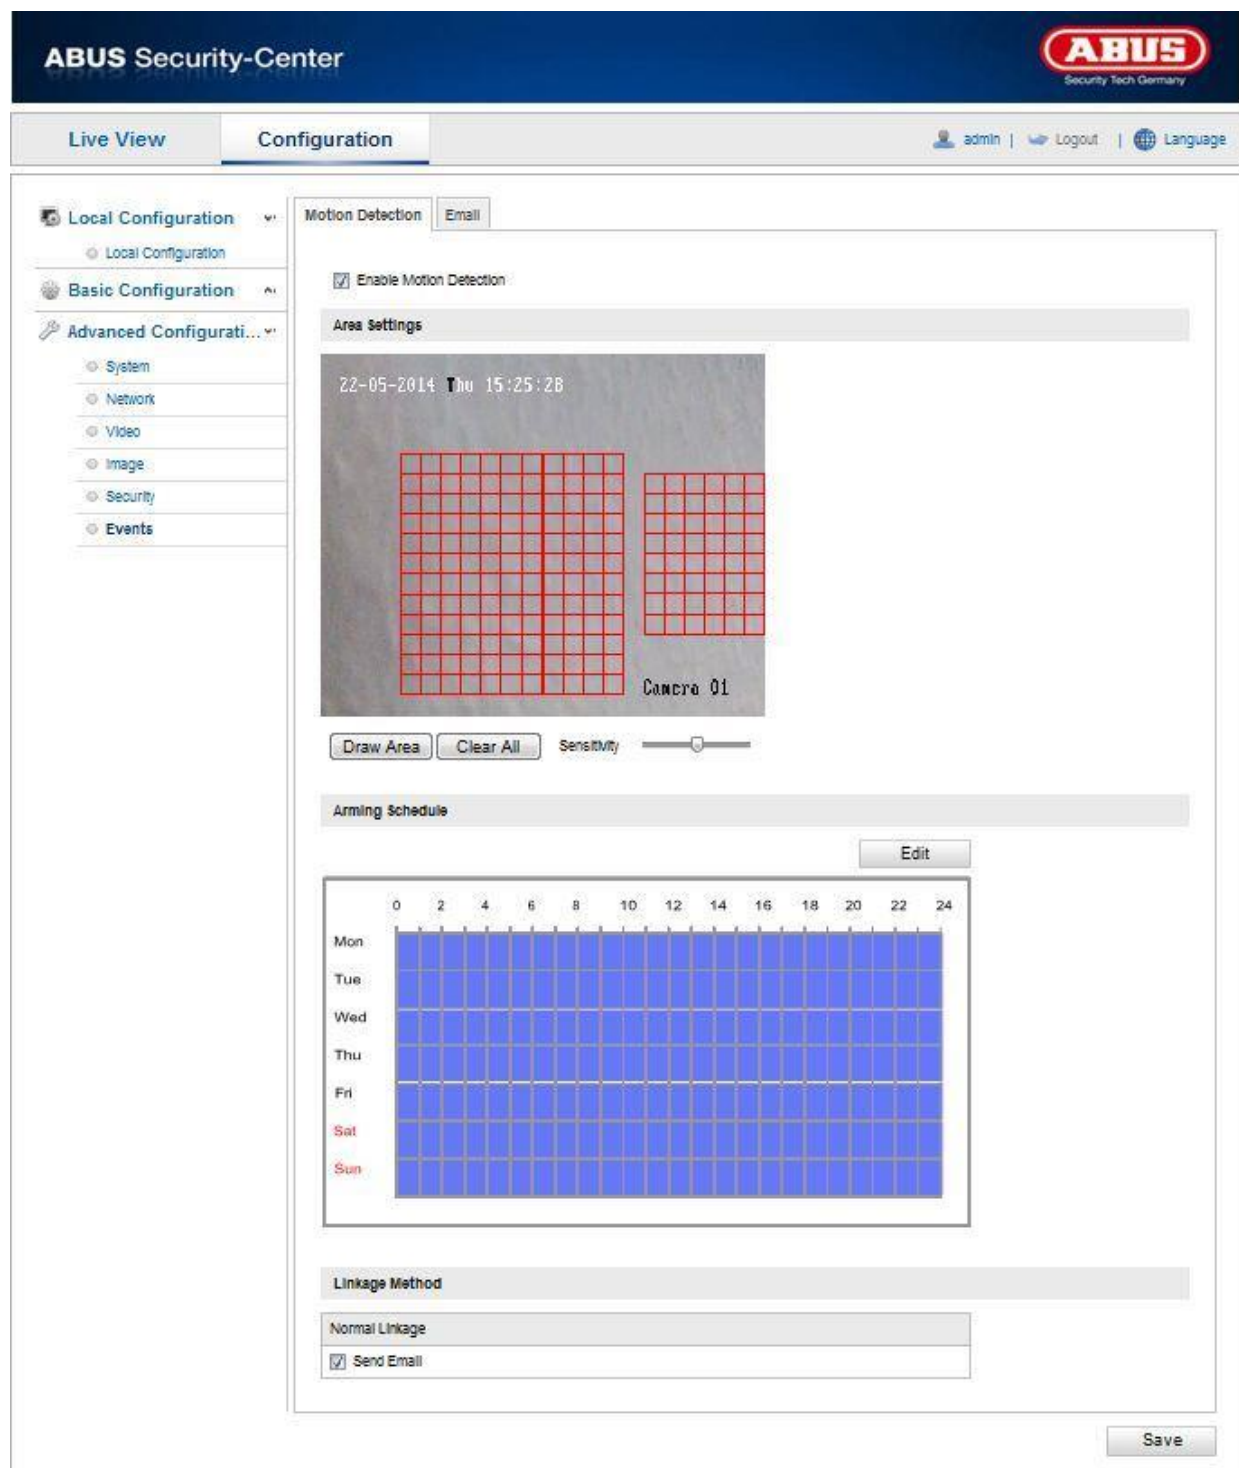 ABUS Security-Center
ABUS
Security Tech Germany
Live View
Configuration
admin | Logout | Language
Local Configuration
Local Configuration
Basic Configuration
Advanced Configurati...
System
Network
Video
Image
Security
Events
Motion Detection
Email
Enable Motion Detection
Area Settings
22-05-2014 Thu 15:25:28
Camera 01
Draw Area
Clear All
Sensitivity
Arming Schedule
Edit
0 2 4 6 8 10 12 14 16 18 20 22 24
Mon
Tue
Wed
Thu
Fri
Sat
Sun
Linkage Method
Normal Linkage
Send Email
Save